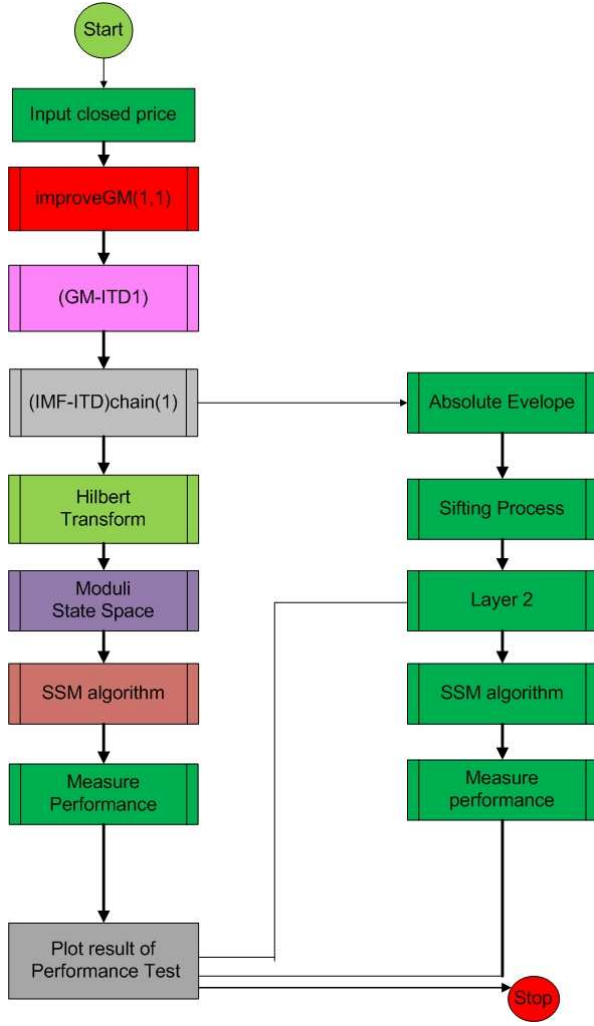 Start
Input closed price
improveGM(1,1)
(GM-ITD1)
(IMF-ITD)chain(1)
Hilbert
Transform
Moduli
State Space
SSM algorithm
Measure
Performance
Plot result of
Performance Test
Absolute Evelope
Sifting Process
Layer 2
SSM algorithm
Measure
performance
Stop